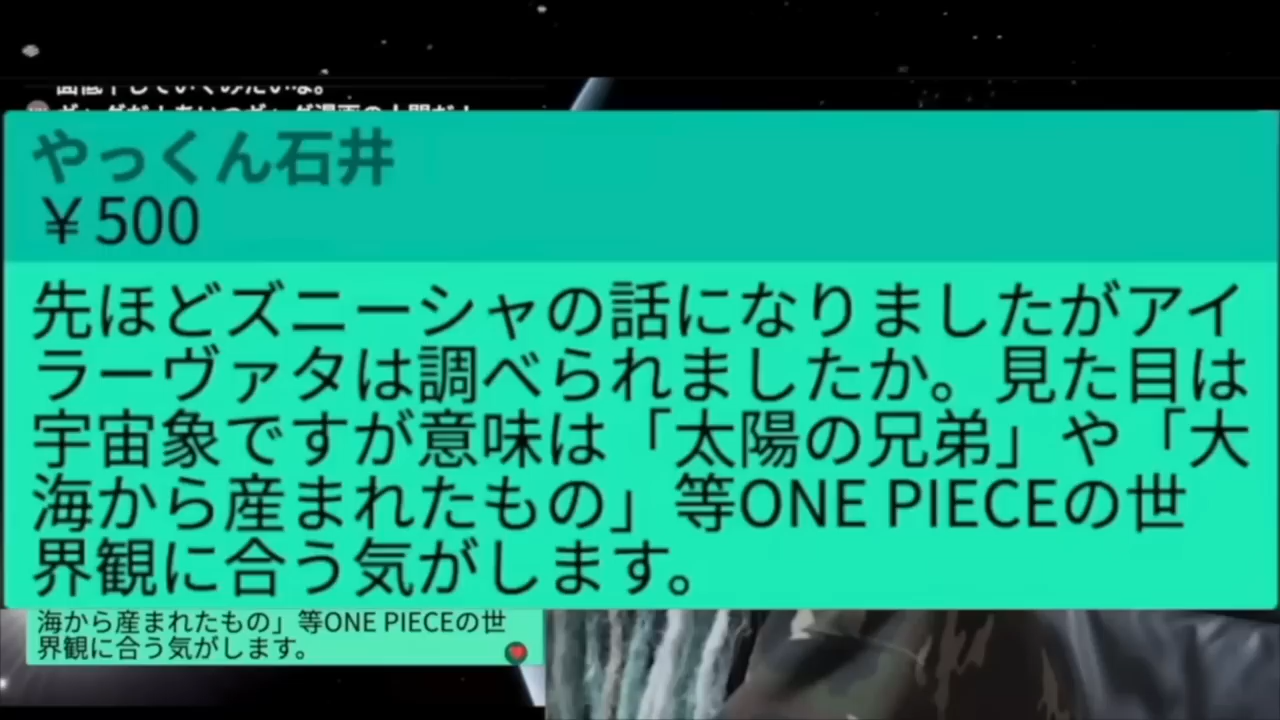 やっくん石井
￥500
先ほどズニーシャの話になりましたがアイ
ラーヴァタは調べられましたか。見た目は
宇宙象ですが意味は「太陽の兄弟」や「大
海から産まれたもの」等ONE PIECEの世
界観に合う気がします。
海から産まれたもの」等ONE PIECEの世
界観に合う気がします。